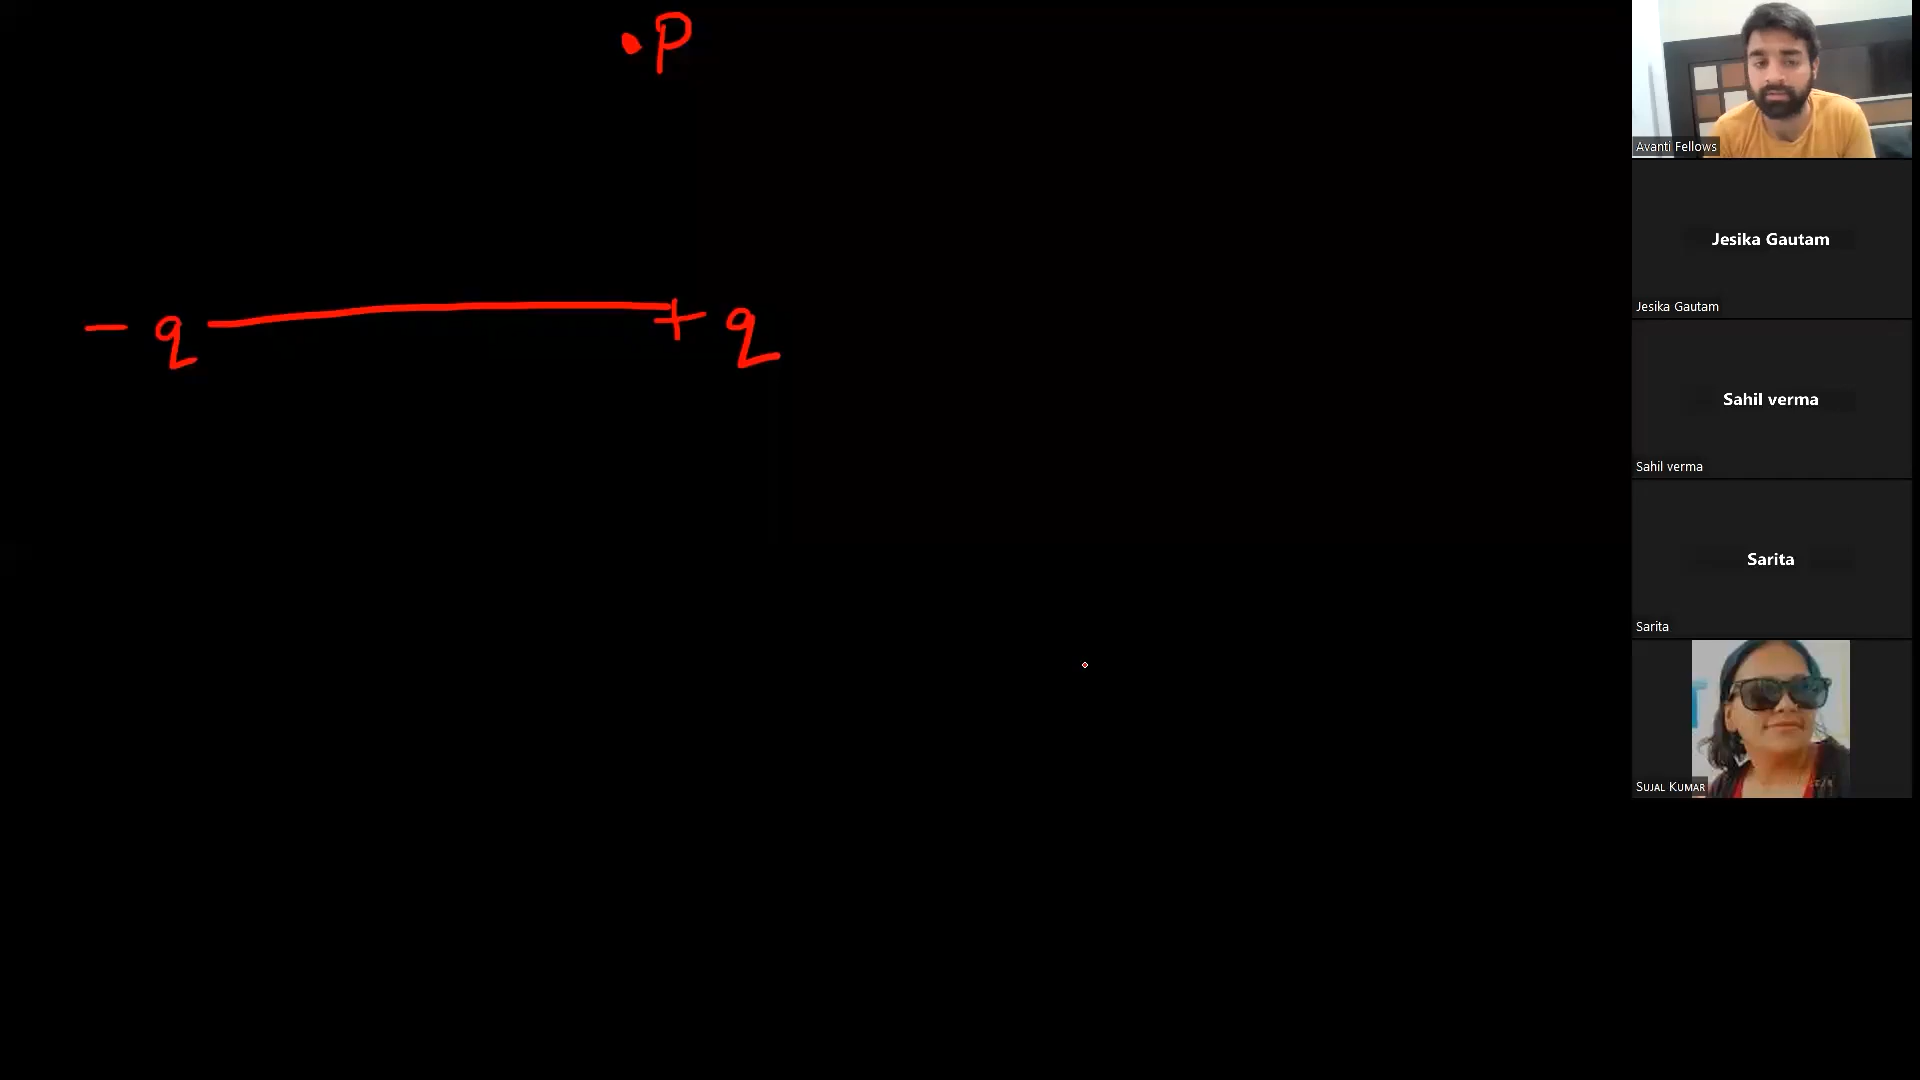 . P
- q + q
Avanti Fellows
Jesika Gautam
Jesika Gautam
Sahil verma
Sahil verma
Sarita
Sarita
Sujal Kumar